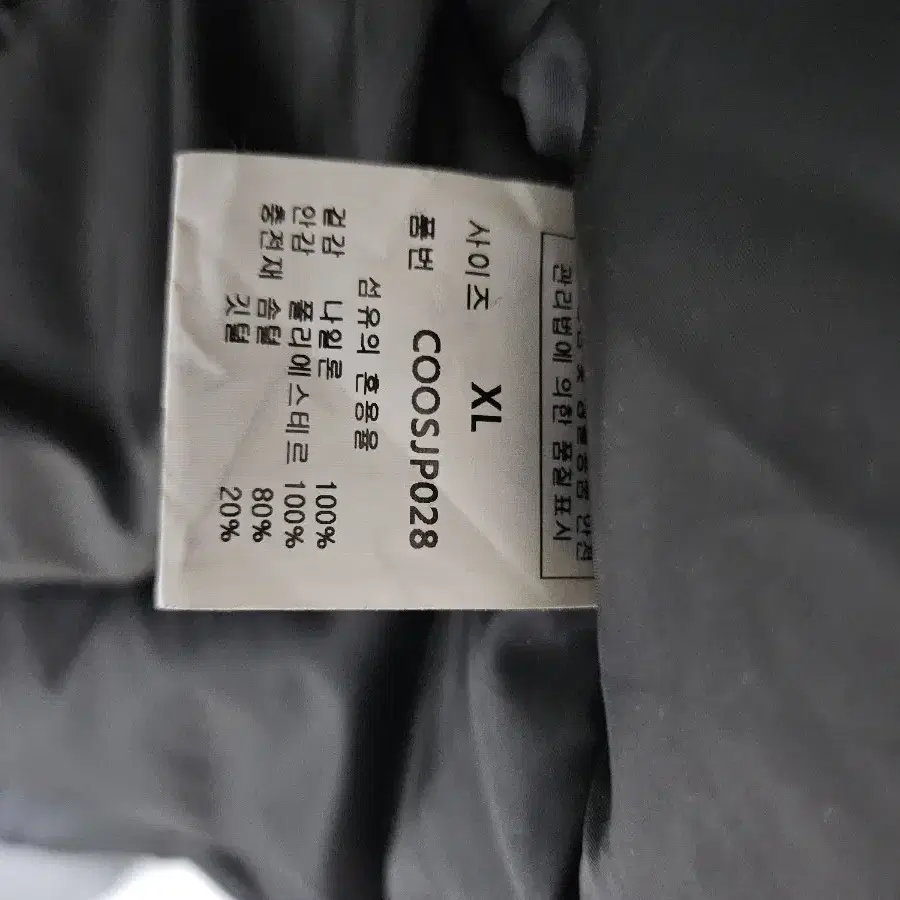 관리법에 의한 품질표시
사이즈 XL
품번 COOSJP028
섬유의 혼용율
겉감 나일론 100%
안감 폴리에스테르 100%
충전재 솜털 80%
깃털 20%